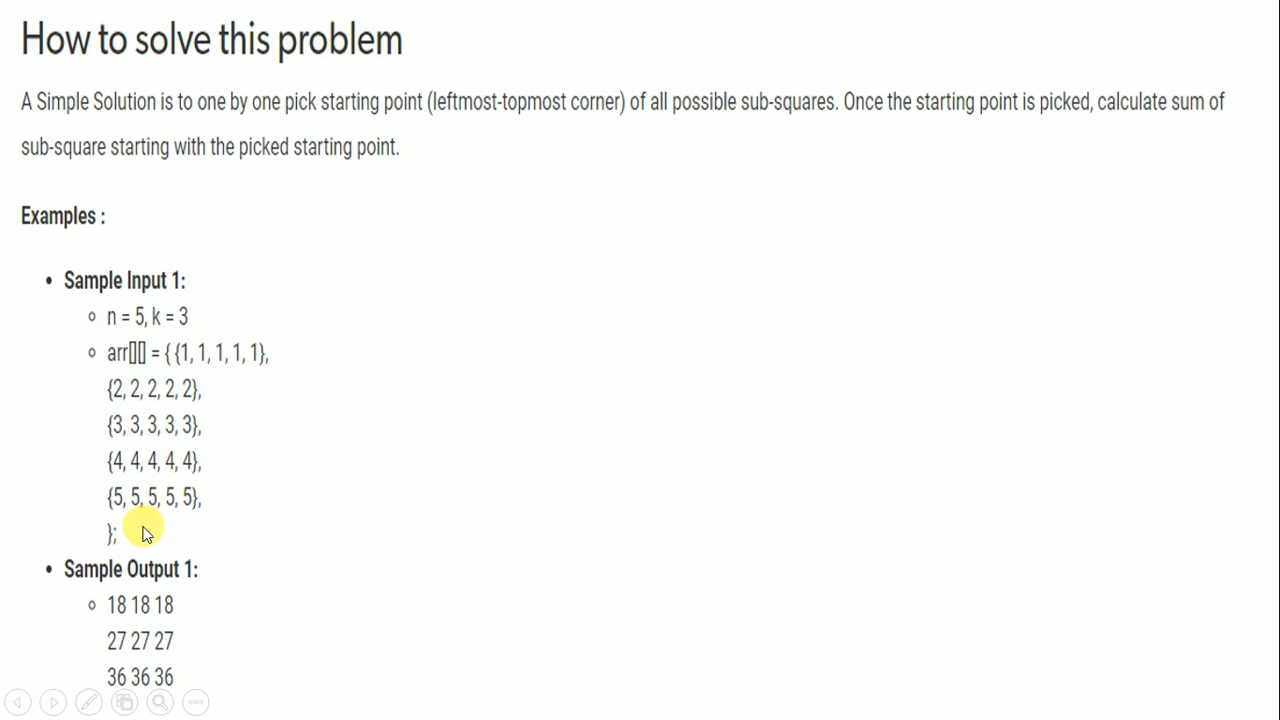 How to solve this problem
A Simple Solution is to one by one pick starting point (leftmost-topmost corner) of all possible sub-squares. Once the starting point is picked, calculate sum of
sub-square starting with the picked starting point.
Examples :
• Sample Input 1:
○ n = 5, k = 3
○ arr[][] = { {1, 1, 1, 1, 1},
{2, 2, 2, 2, 2},
{3, 3, 3, 3, 3},
{4, 4, 4, 4, 4},
{5, 5, 5, 5, 5},
};
• Sample Output 1:
○ 18 18 18
27 27 27
36 36 36